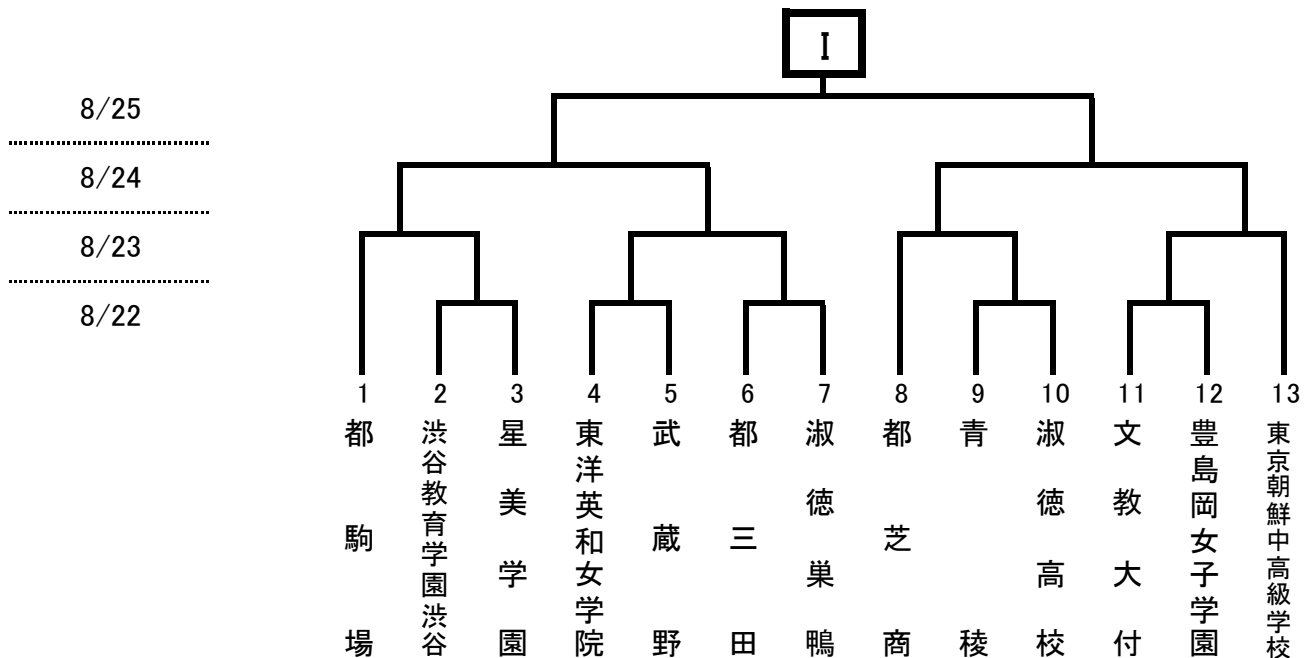 I
8/25
8/24
8/23
8/22
1
2
3
4
5
6
7
8
9
10
11
12
13
都駒場
渋谷教育学園渋谷
星美学園
東洋英和女学院
武蔵野
都三田
淑徳巣鴨
都芝商
青稜
淑徳高校
文教大付
豊島岡女子学園
東京朝鮮中高級学校